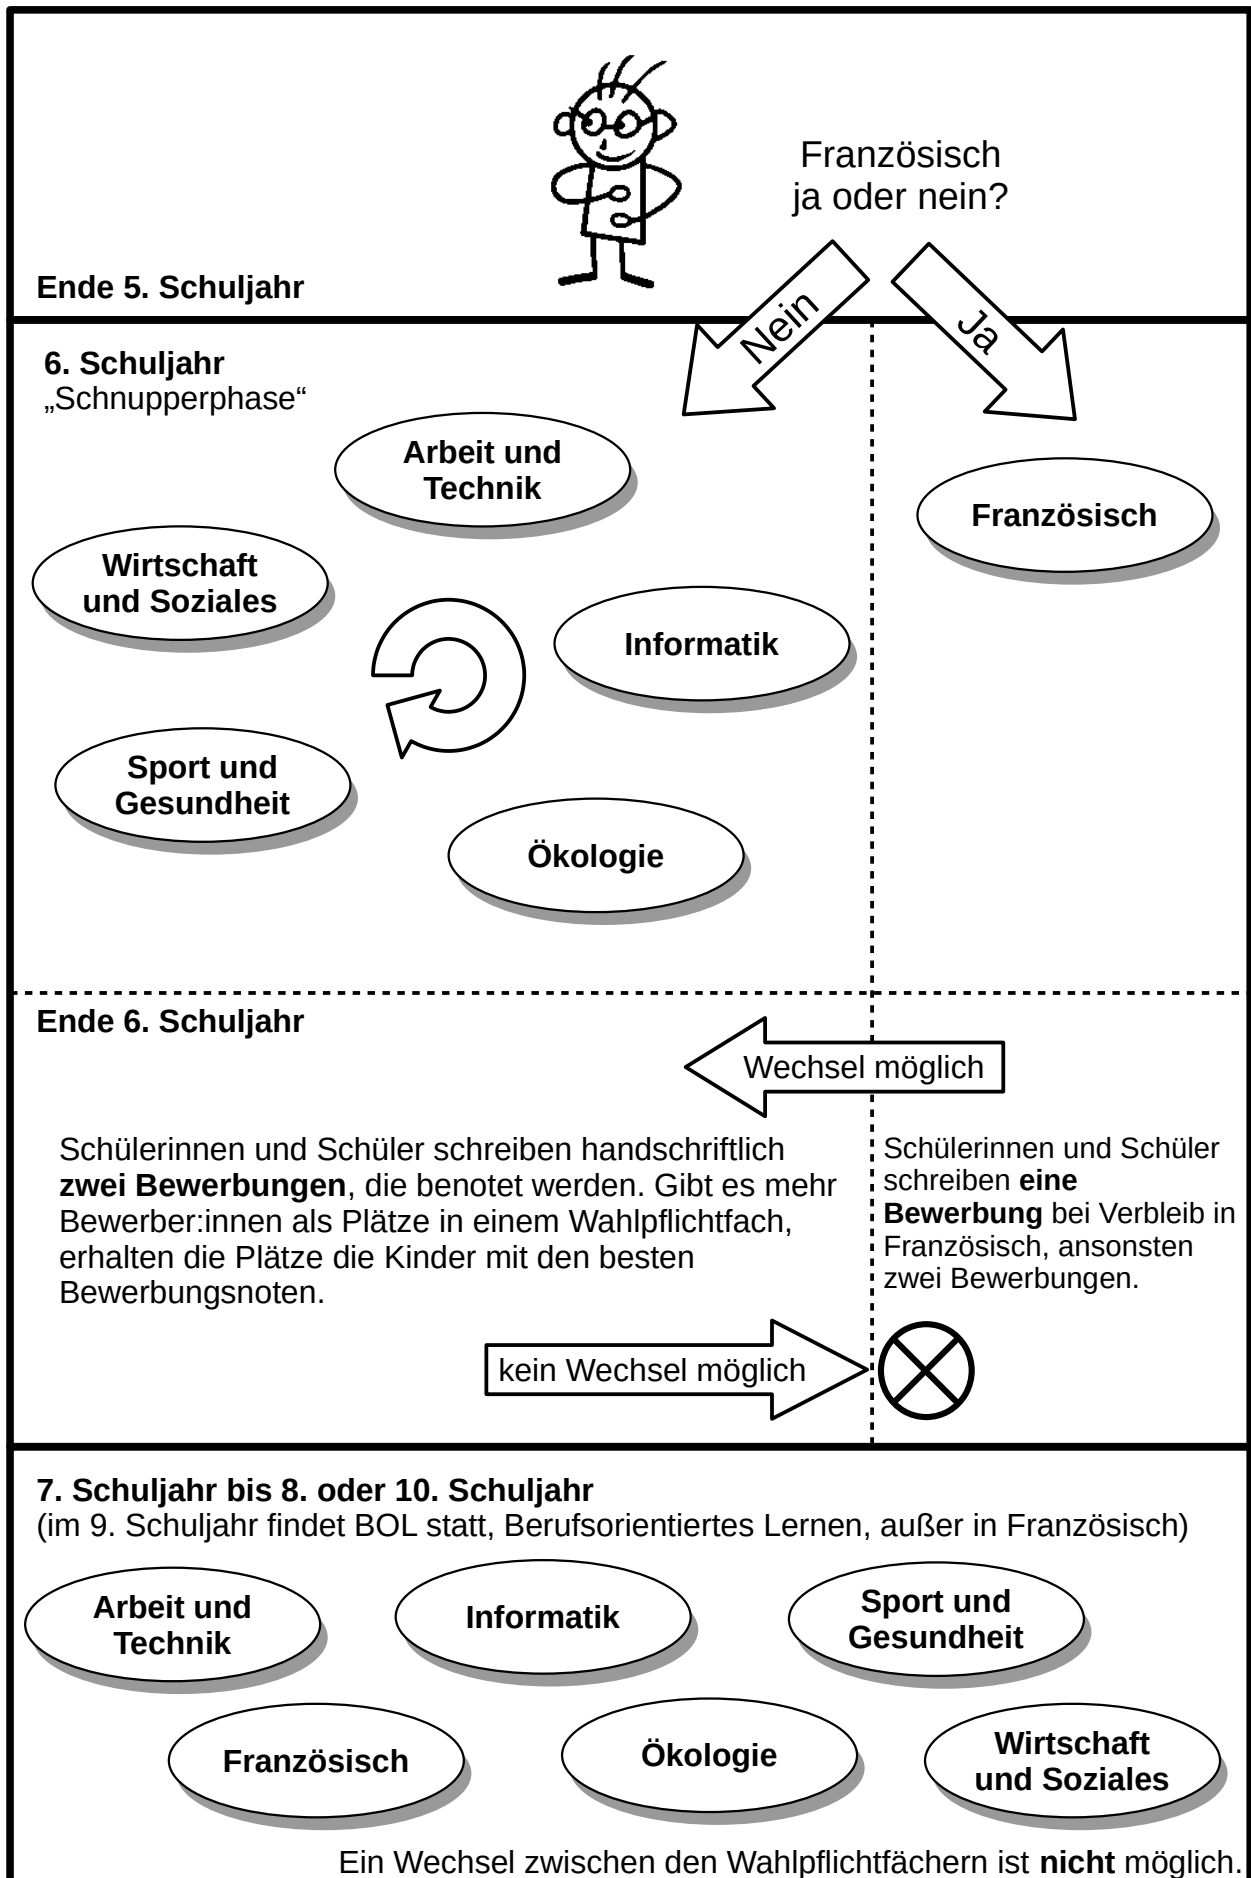 Französisch
ja oder nein?
Ende 5. Schuljahr
Nein
Ja
6. Schuljahr
„Schnupperphase“
Arbeit und
Technik
Französisch
Wirtschaft
und Soziales
Informatik
Sport und
Gesundheit
Ökologie
Ende 6. Schuljahr
Wechsel möglich
Schülerinnen und Schüler schreiben handschriftlich
zwei Bewerbungen, die benotet werden. Gibt es mehr
Bewerber:innen als Plätze in einem Wahlpflichtfach,
erhalten die Plätze die Kinder mit den besten
Bewerbungsnoten.
Schülerinnen und Schüler
schreiben eine
Bewerbung bei Verbleib in
Französisch, ansonsten
zwei Bewerbungen.
kein Wechsel möglich
7. Schuljahr bis 8. oder 10. Schuljahr
(im 9. Schuljahr findet BOL statt, Berufsorientiertes Lernen, außer in Französisch)
Arbeit und
Technik
Informatik
Sport und
Gesundheit
Französisch
Ökologie
Wirtschaft
und Soziales
Ein Wechsel zwischen den Wahlpflichtfächern ist nicht möglich.